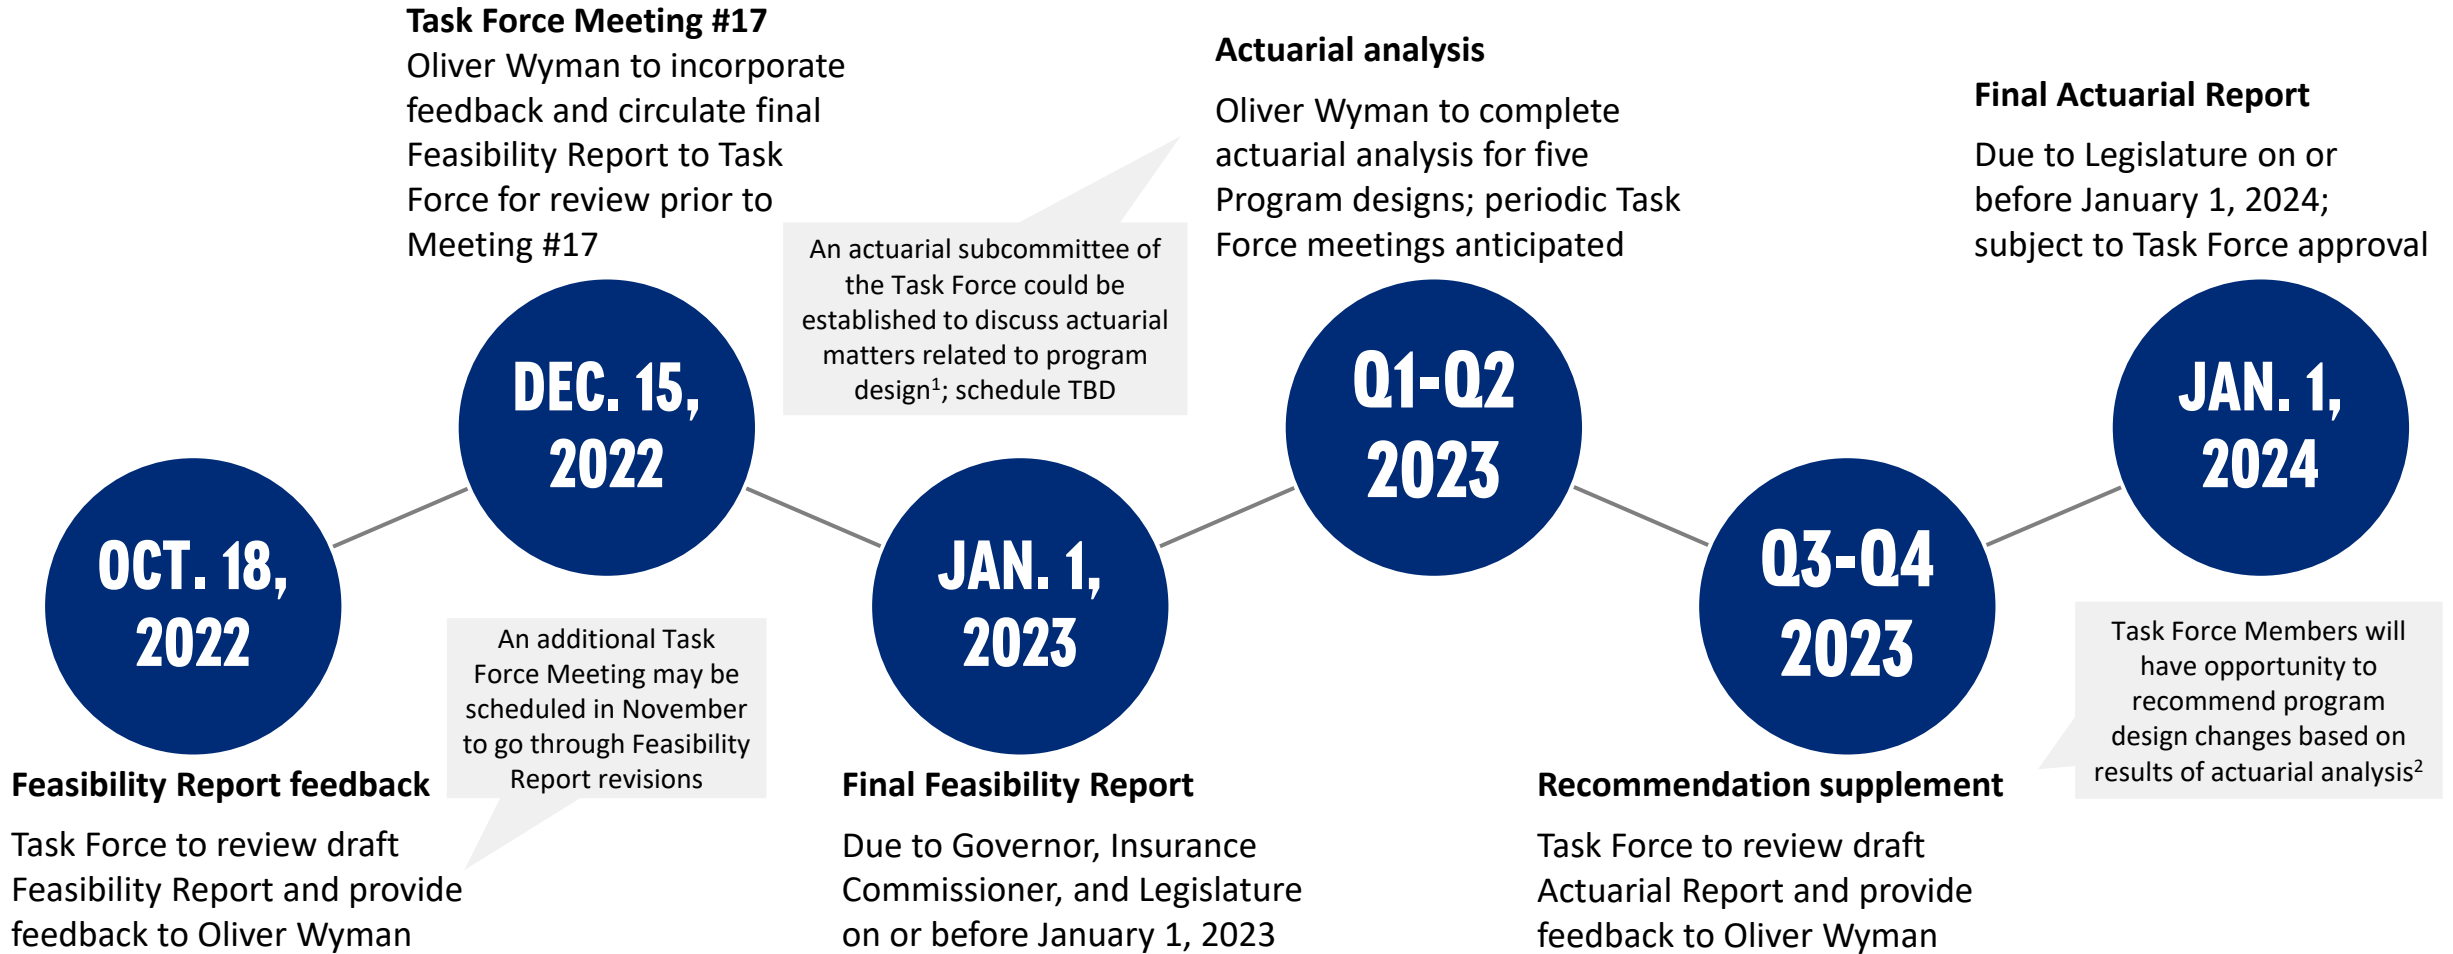 Task Force Meeting #17
Oliver Wyman to incorporate
feedback and circulate final
Feasibility Report to Task
Force for review prior to
Meeting #17
Actuarial analysis
Oliver Wyman to complete
actuarial analysis for five
Program designs; periodic Task
Force meetings anticipated
Final Actuarial Report
Due to Legislature on or
before January 1, 2024;
subject to Task Force approval
An actuarial subcommittee of
the Task Force could be
established to discuss actuarial
matters related to program
design¹; schedule TBD
OCT. 18,
2022
DEC. 15,
2022
JAN. 1,
2023
Q1-Q2
2023
Q3-Q4
2023
JAN. 1,
2024
An additional Task
Force Meeting may be
scheduled in November
to go through Feasibility
Report revisions
Task Force Members will
have opportunity to
recommend program
design changes based on
results of actuarial analysis²
Feasibility Report feedback
Task Force to review draft
Feasibility Report and provide
feedback to Oliver Wyman
Final Feasibility Report
Due to Governor, Insurance
Commissioner, and Legislature
on or before January 1, 2023
Recommendation supplement
Task Force to review draft
Actuarial Report and provide
feedback to Oliver Wyman